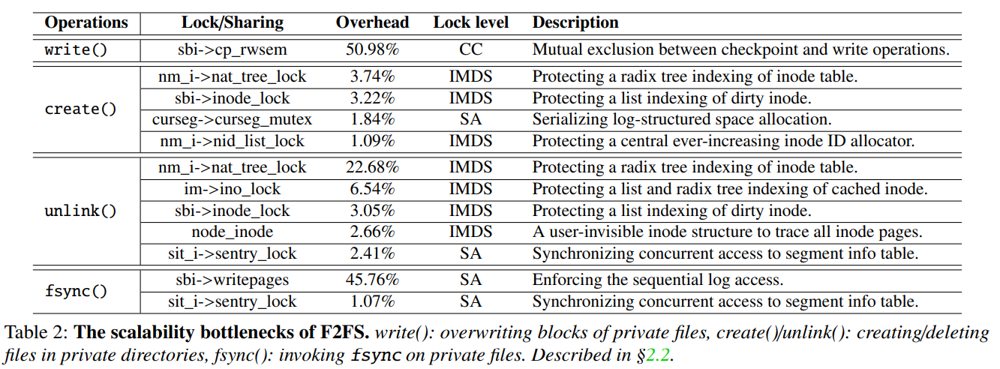 Operations Lock/Sharing Overhead Lock level Description
write() sbi->cp_rwsem 50.98% CC Mutual exclusion between checkpoint and write operations.
create() nm_i->nat_tree_lock 3.74% IMDS Protecting a radix tree indexing of inode table.
sbi->inode_lock 3.22% IMDS Protecting a list indexing of dirty inode.
curseg->curseg_mutex 1.84% SA Serializing log-structured space allocation.
nm_i->nid_list_lock 1.09% IMDS Protecting a central ever-increasing inode ID allocator.
unlink() nm_i->nat_tree_lock 22.68% IMDS Protecting a radix tree indexing of inode table.
im->ino_lock 6.54% IMDS Protecting a list and radix tree indexing of cached inode.
sbi->inode_lock 3.05% IMDS Protecting a list indexing of dirty inode.
node_inode 2.66% IMDS A user-invisible inode structure to trace all inode pages.
sit_i->sentry_lock 2.41% SA Synchronizing concurrent access to segment info table.
fsync() sbi->writepages 45.76% SA Enforcing the sequential log access.
sit_i->sentry_lock 1.07% SA Synchronizing concurrent access to segment info table.
Table 2: The scalability bottlenecks of F2FS. write(): overwriting blocks of private files, create()/unlink(): creating/deleting
files in private directories, fsync(): invoking fsync on private files. Described in §2.2.